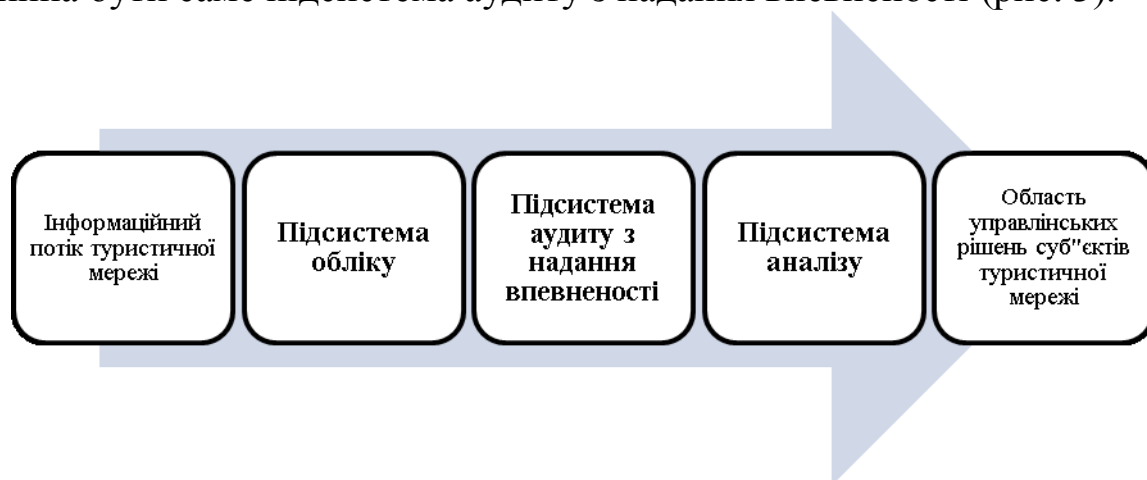 бути саме підсистема аудиту з надання впевненості (рис. 3).
Інформаційний
потік туристичної
мережі
Підсистема
обліку
Підсистема
аудиту з
надання
впевненості
Підсистема
аналізу
Область
управлінських
рішень суб"єктів
туристичної
мережі